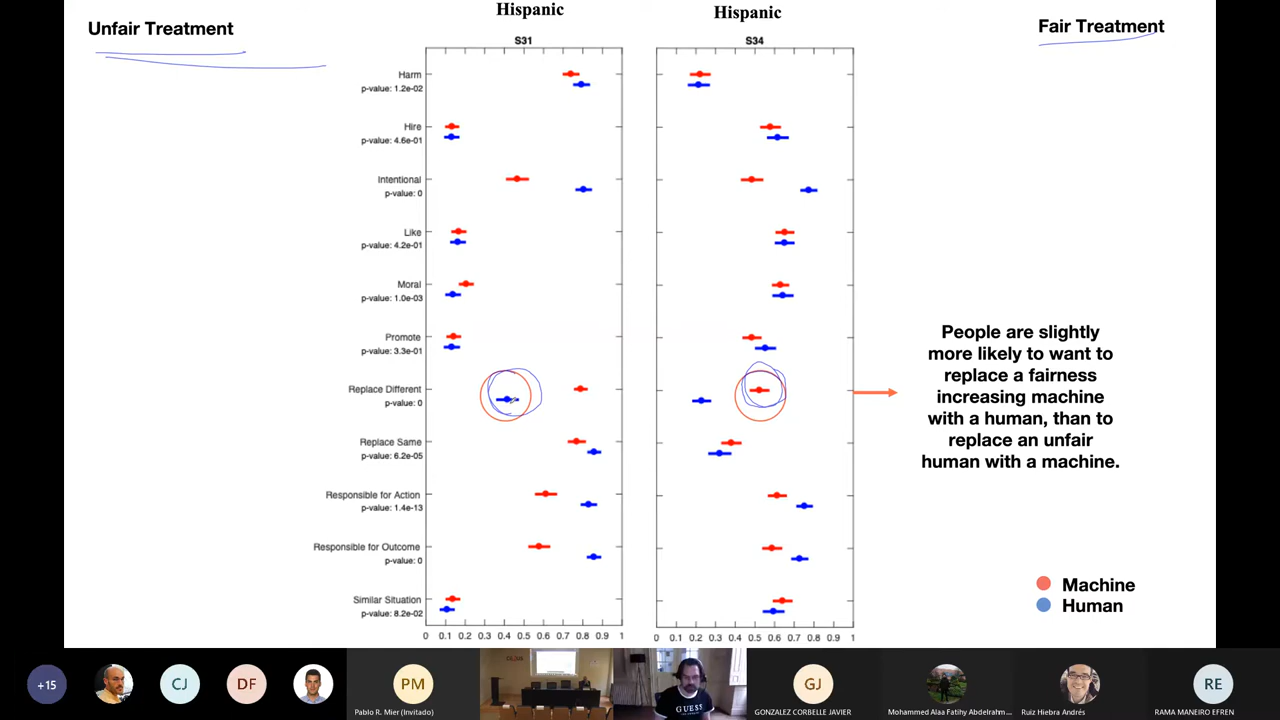 Unfair Treatment
Hispanic
Hispanic
Fair Treatment
S31
S34
Harm
p-value: 1.2e-02
Hire
p-value: 4.6e-01
Intentional
p-value: 0
Like
p-value: 4.2e-01
Moral
p-value: 1.0e-03
Promote
p-value: 3.3e-01
Replace Different
p-value: 0
Replace Same
p-value: 6.2e-05
Responsible for Action
p-value: 1.4e-13
Responsible for Outcome
p-value: 0
Similar Situation
p-value: 8.2e-02
0 0.1 0.2 0.3 0.4 0.5 0.6 0.7 0.8 0.9 1
0 0.1 0.2 0.3 0.4 0.5 0.6 0.7 0.8 0.9 1
People are slightly
more likely to want to
replace a fairness
increasing machine
with a human, than to
replace an unfair
human with a machine.
Machine
Human
+15
CJ
DF
PM
Pablo R. Mier (Invitado)
GUESS
GJ
GONZALEZ CORBELLE JAVIER
Mohammed Alaa Fatihy Abdelrahm...
Ruiz Hiebra Andrés
RE
RAMA MANEIRO EFREN